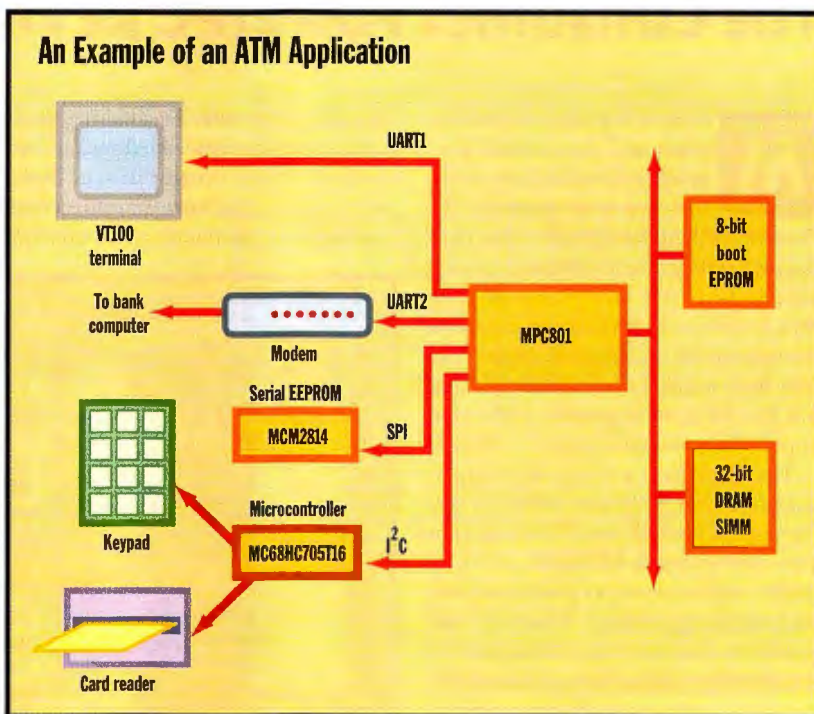 An Example of an ATM Application
UART1
VT100
terminal
8-bit
boot
EPROM
To bank
computer
UART2
Modem
MPC801
Serial EEPROM
MCM2814
SPI
32-bit
DRAM
SIMM
Microcontroller
MC68HC705T16
I²C
Keypad
Card reader